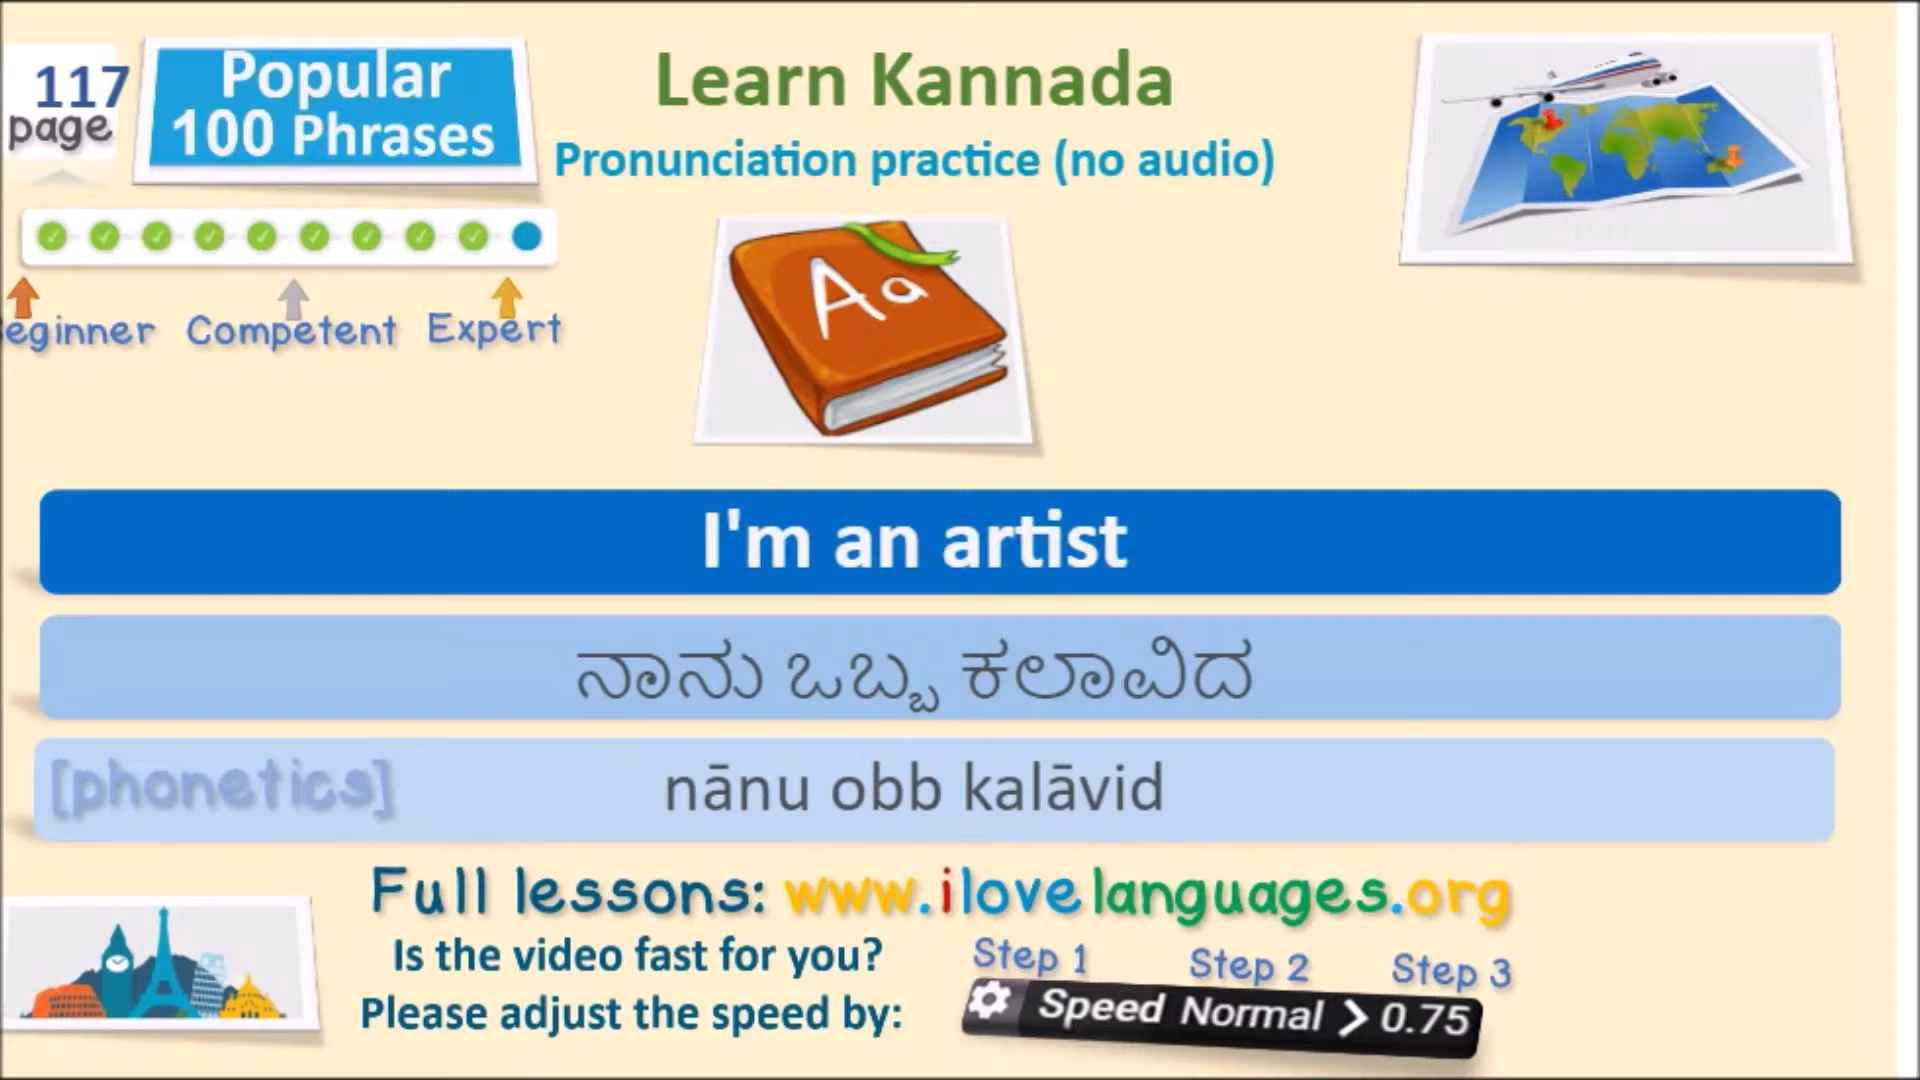 117
page
Popular
100 Phrases
Learn Kannada
Pronunciation practice (no audio)
eginner Competent Expert
Aa
I'm an artist
ನಾನು ಒಬ್ಬ ಕಲಾವಿದ
[phonetics] nānu obb kalāvid
Full lessons: www.ilovelanguages.org
Is the video fast for you?
Please adjust the speed by:
Step 1 Step 2 Step 3
Speed Normal > 0.75